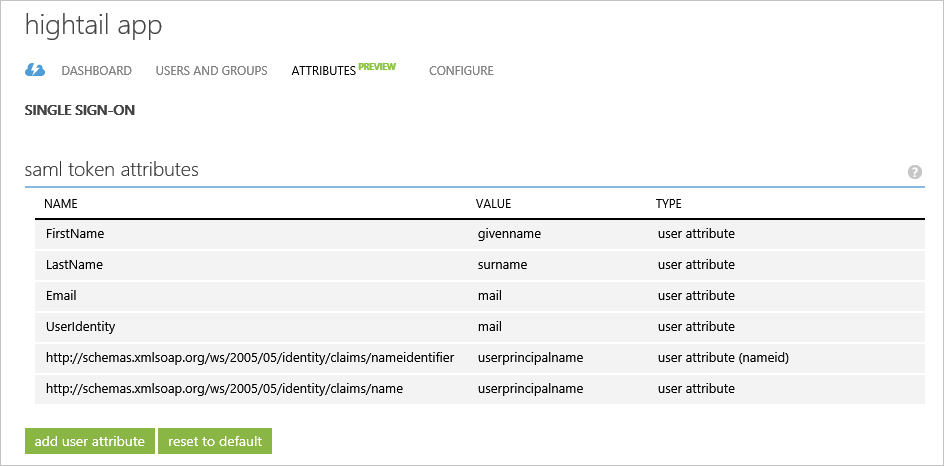 hightail app
DASHBOARD USERS AND GROUPS ATTRIBUTES PREVIEW CONFIGURE
SINGLE SIGN-ON
saml token attributes ?
NAME VALUE TYPE
FirstName givenname user attribute
LastName surname user attribute
Email mail user attribute
UserIdentity mail user attribute
http://schemas.xmlsoap.org/ws/2005/05/identity/claims/nameidentifier userprincipalname user attribute (nameid)
http://schemas.xmlsoap.org/ws/2005/05/identity/claims/name userprincipalname user attribute
add user attribute reset to default